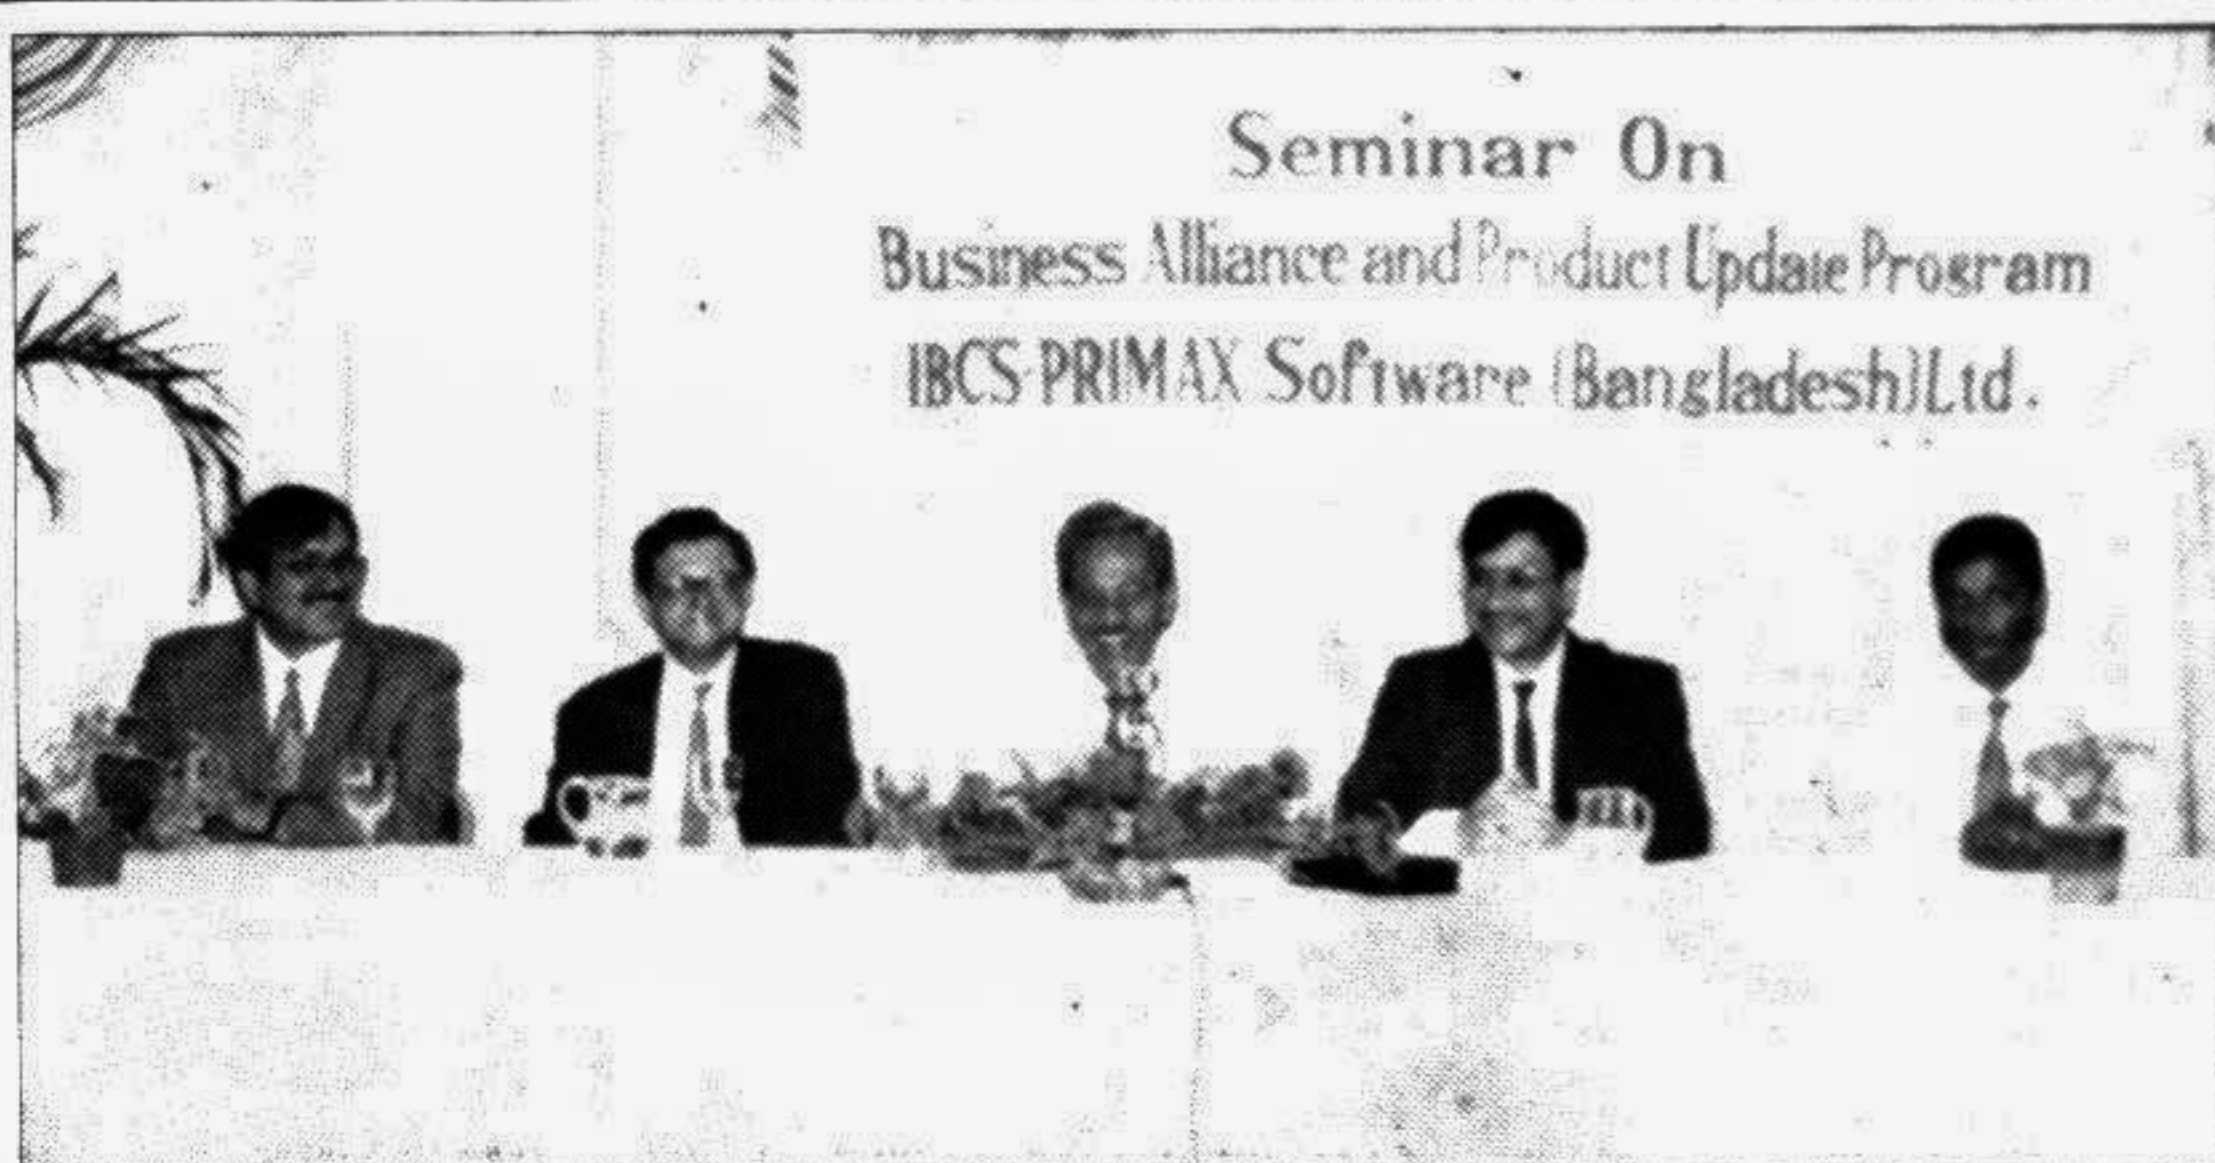 Seminar On
Business Alliance and Product Update Program
IBCS-PRIMAX Software (Bangladesh)Ltd.